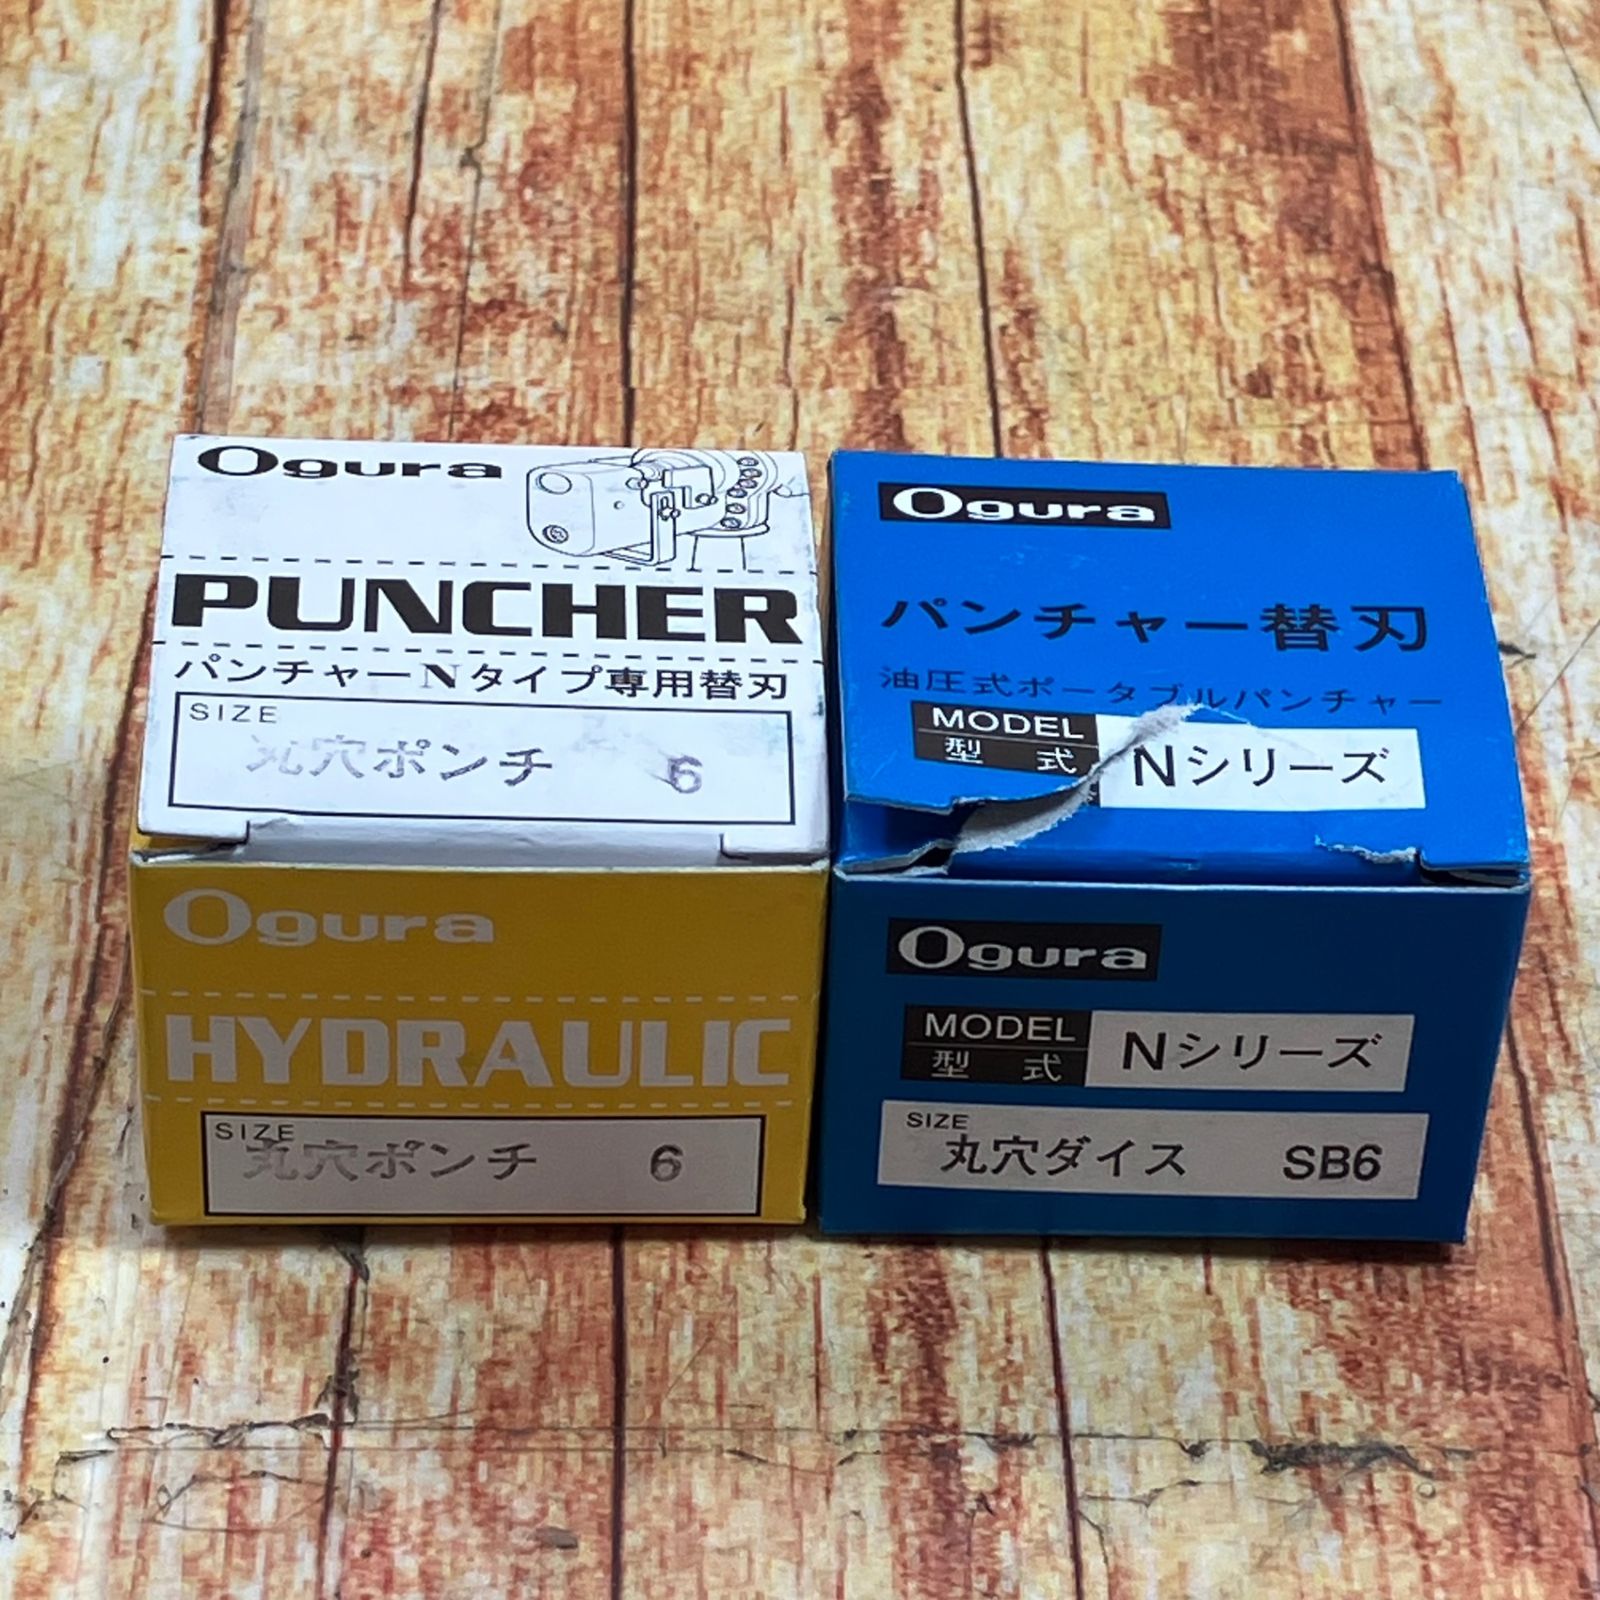 Ogura
PUNCHER
パンチャーNタイプ専用替刃
SIZE
丸穴ポンチ 6
Ogura
HYDRAULIC
SIZE
丸穴ポンチ 6
Ogura
パンチャー替刃
油圧式ポータブルパンチャー
MODEL
型式 Nシリーズ
Ogura
MODEL
型式 Nシリーズ
SIZE
丸穴ダイス SB6